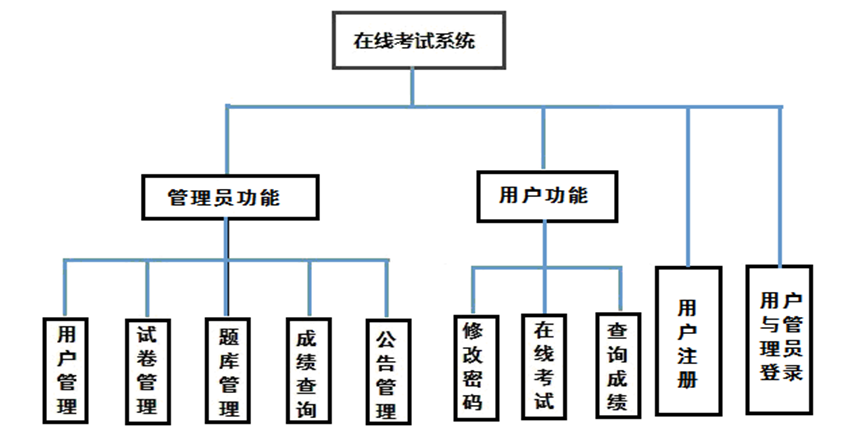 在线考试系统
管理员功能
用户功能
用户管理
试卷管理
题库管理
成绩查询
公告管理
修改密码
在线考试
查询成绩
用户注册
用户与管理员登录